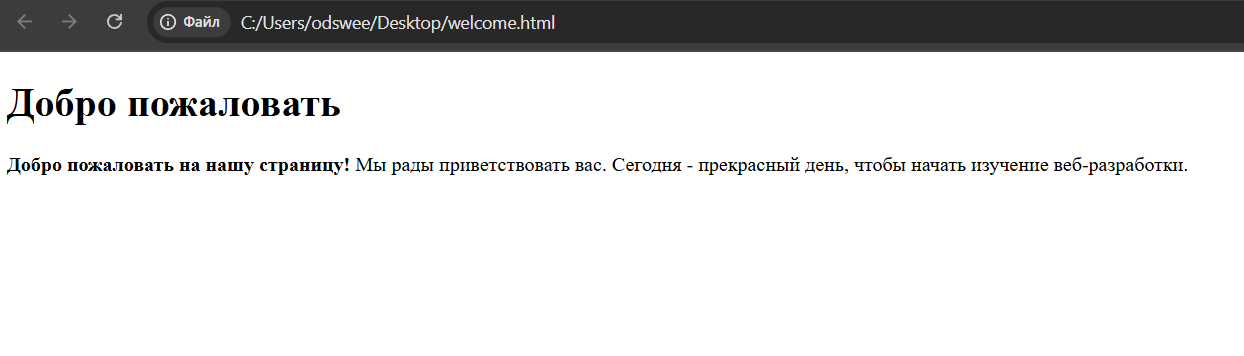 Файл C:/Users/odswee/Desktop/welcome.html
Добро пожаловать
Добро пожаловать на нашу страницу! Мы рады приветствовать вас. Сегодня - прекрасный день, чтобы начать изучение веб-разработки.